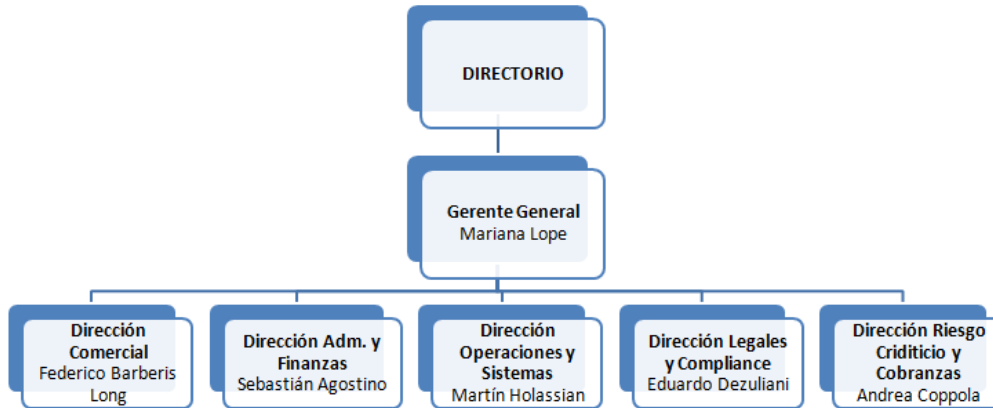 DIRECTORIO
Gerente General
Mariana Lope
Dirección
Comercial
Federico Barberis
Long
Dirección Adm. y
Finanzas
Sebastián Agostino
Dirección
Operaciones y
Sistemas
Martín Holassian
Dirección Legales
y Compliance
Eduardo Dezuliani
Dirección Riesgo
Criditicio y
Cobranzas
Andrea Coppola